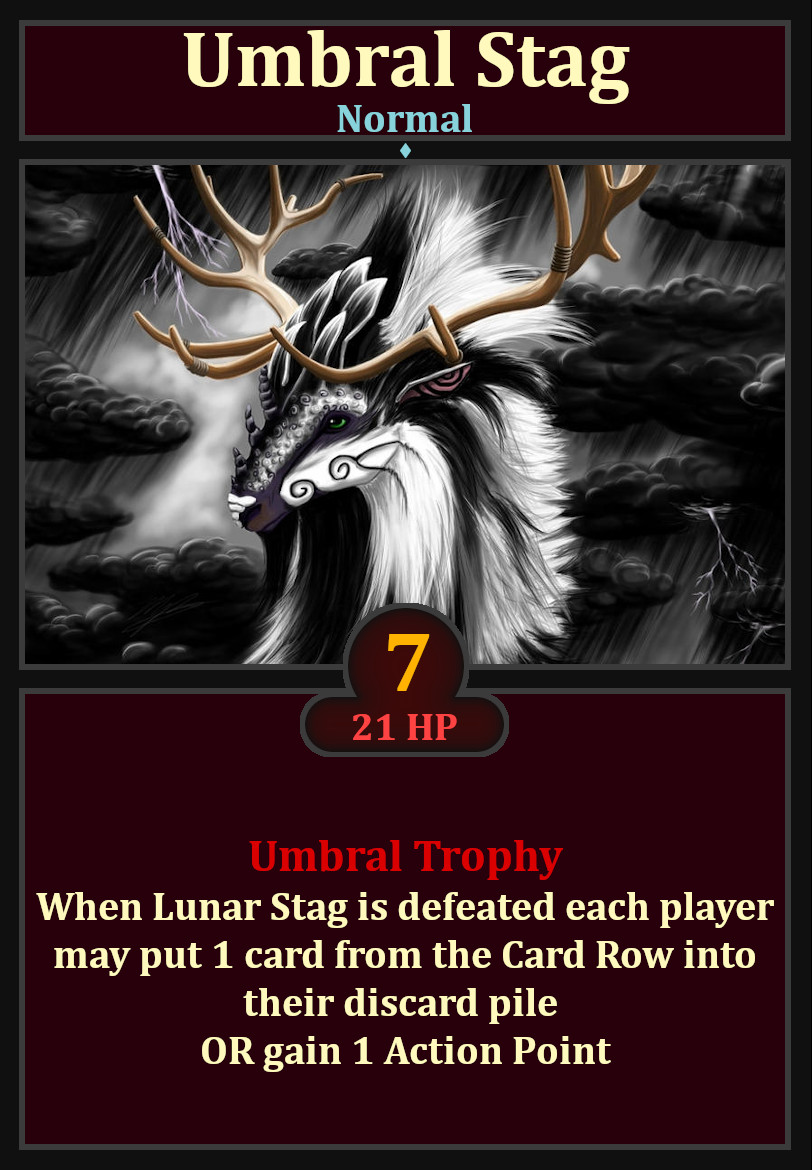 Umbral Stag
Normal
7
21 HP
Umbral Trophy
When Lunar Stag is defeated each player
may put 1 card from the Card Row into
their discard pile
OR gain 1 Action Point